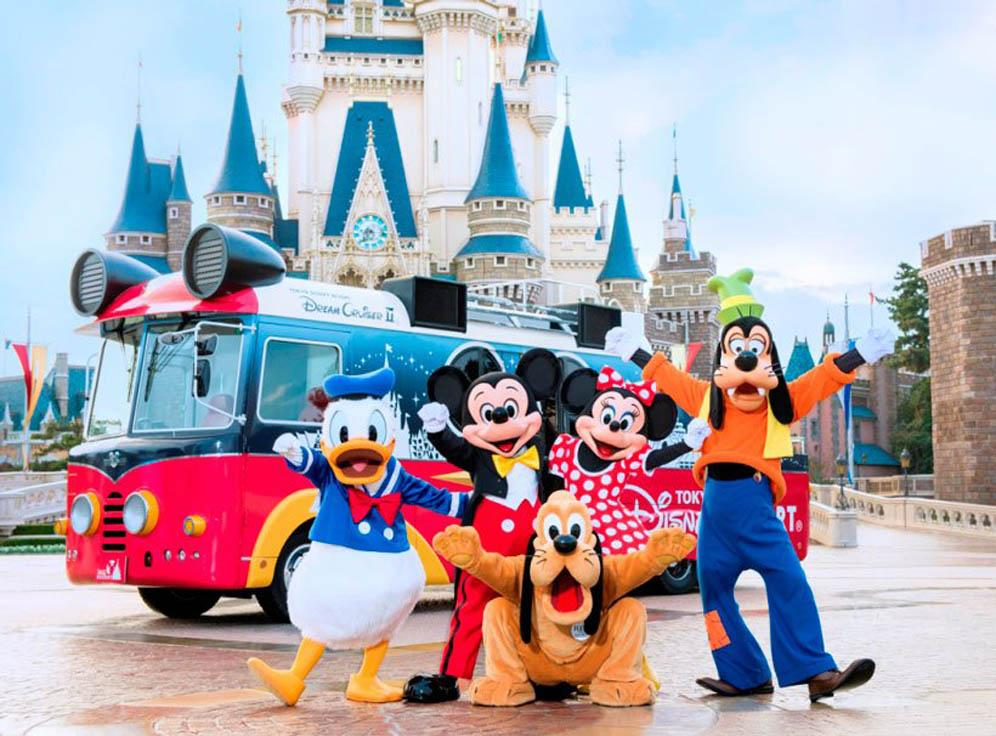 TOKYO DISNEY RESORT
DREAM CRUISER II
TOKYO
DISNEY
RT